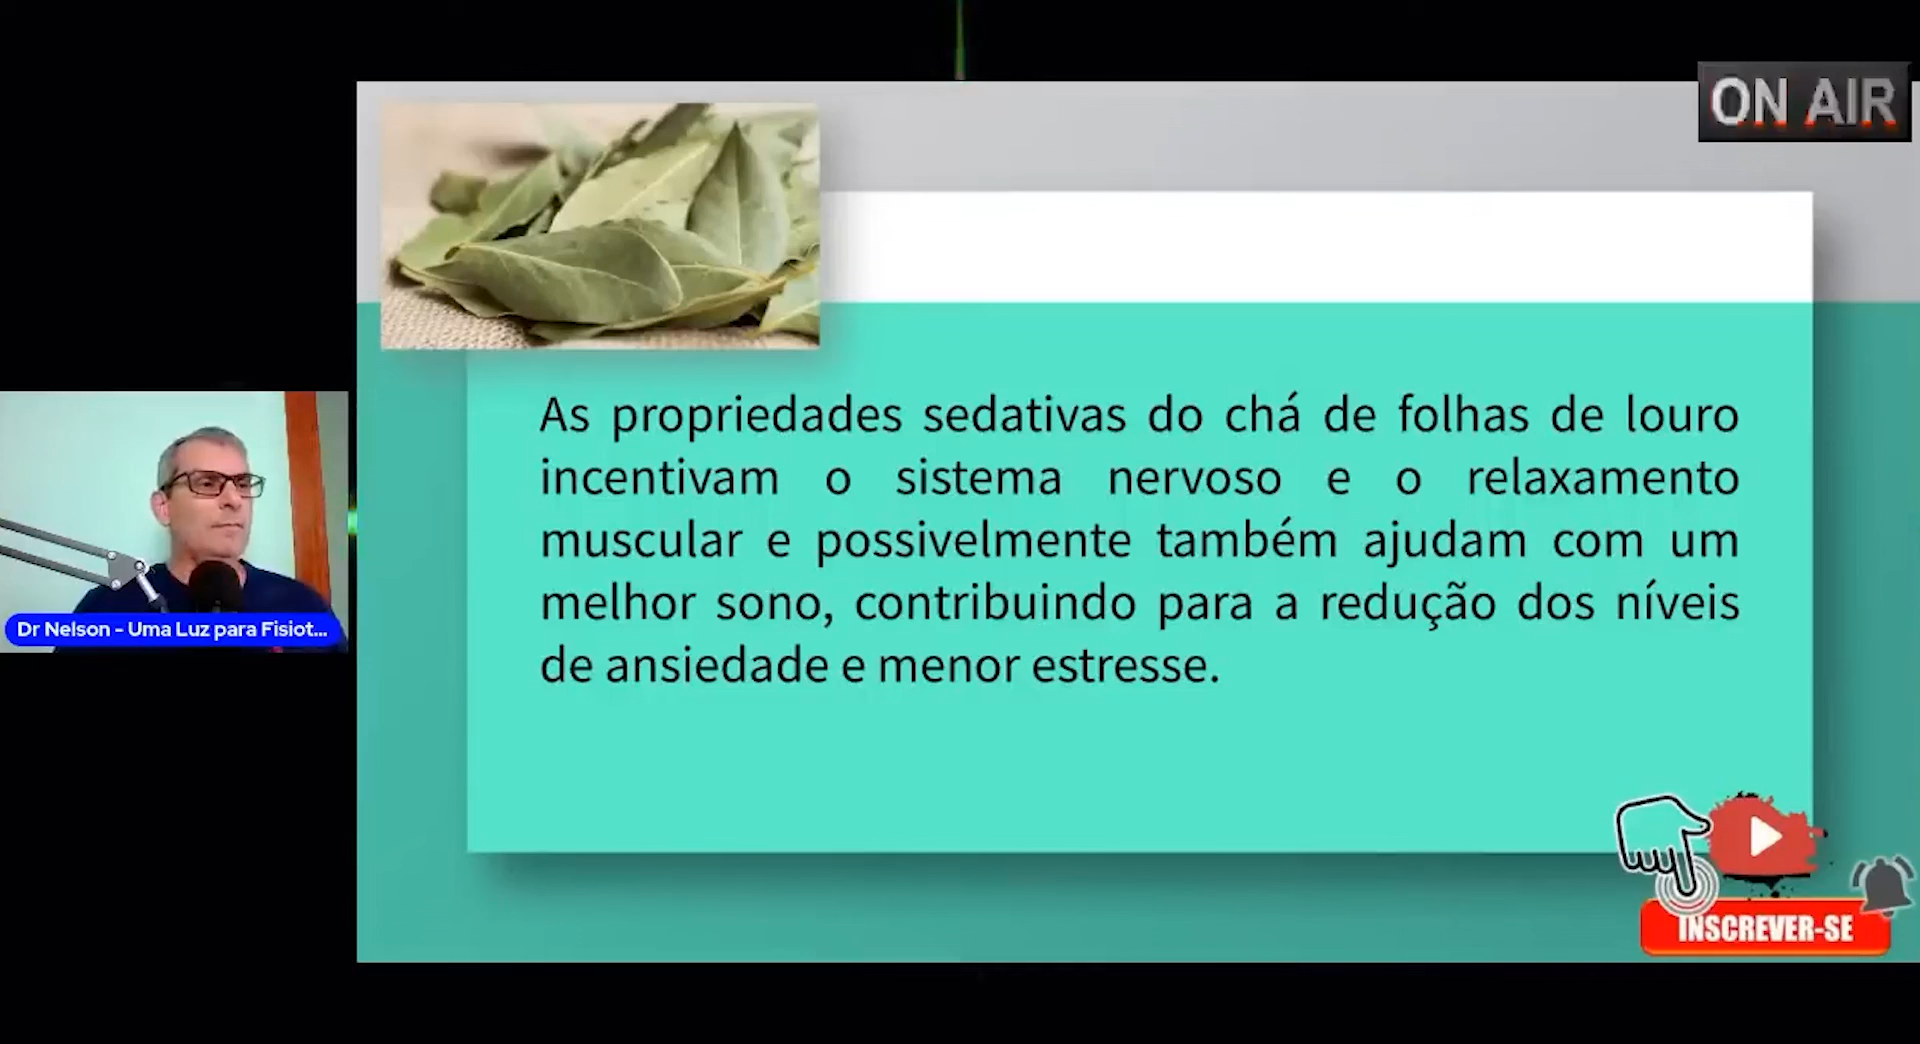 ON AIR
As propriedades sedativas do chá de folhas de louro
incentivam o sistema nervoso e o relaxamento
muscular e possivelmente também ajudam com um
melhor sono, contribuindo para a redução dos níveis
de ansiedade e menor estresse.
Dr Nelson - Uma Luz para Fisiot...
INSCREVER-SE